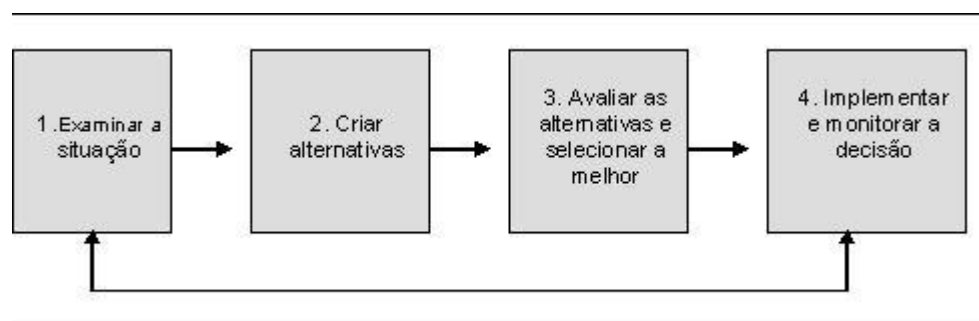 1.Examinar a
situação
2. Criar
alternativas
3. Avaliar as
alternativas e
selecionar a
melhor
4. Implementar
e monitorar a
decisão